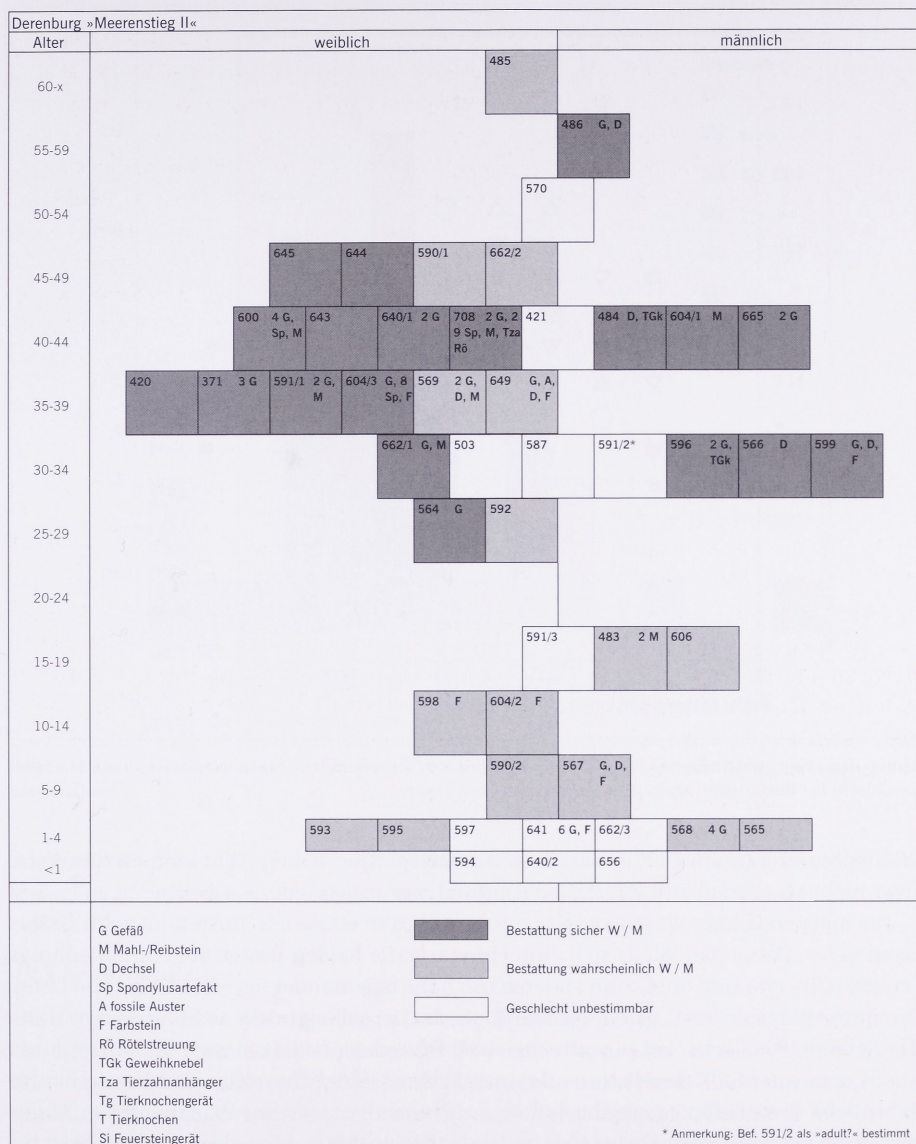 Derenburg »Meerenstieg II«
Alter weiblich männlich
60-x 485
55-59 486 G, D
50-54 570
45-49 645 644 590/1 662/2
40-44 600 4 G, Sp, M 643 640/1 2 G 708 2 G, 2 9 Sp, M, Tza Rö 421 484 D, TGk 604/1 M 665 2 G
35-39 420 371 3 G 591/1 2 G, M 604/3 G, 8 Sp, F 569 2 G, D, M 649 G, A, D, F
30-34 662/1 G, M 503 587 591/2* 596 2 G, TGk 566 D 599 G, D, F
25-29 564 G 592
20-24
15-19 591/3 483 2 M 606
10-14 598 F 604/2 F
5-9 590/2 567 G, D, F
1-4 593 595 597 641 6 G, F 662/3 568 4 G 565
<1 594 640/2 656
G Gefäß
M Mahl-/Reibstein
D Dechsel
Sp Spondylusartefakt
A fossile Auster
F Farbstein
Rö Rötelstreuung
TGk Geweihknebel
Tza Tierzahnanhänger
Tg Tierknochengerät
T Tierknochen
Si Feuersteingerät
Bestattung sicher W / M
Bestattung wahrscheinlich W / M
Geschlecht unbestimmbar
* Anmerkung: Bef. 591/2 als »adult?« bestimmt